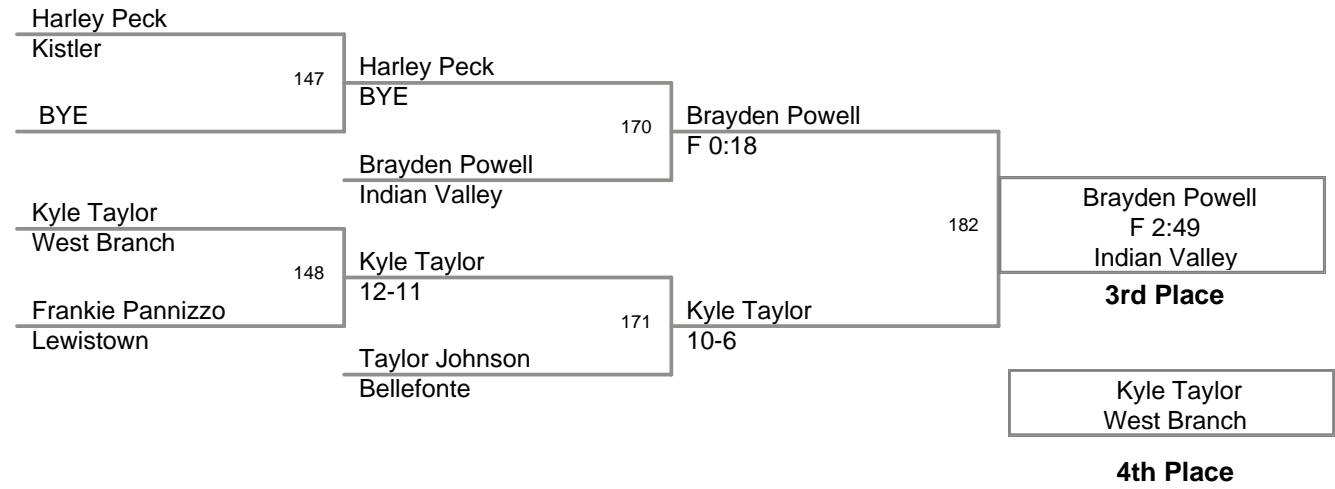 Harley Peck
Kistler
147
BYE
Harley Peck
BYE
170
Brayden Powell
Indian Valley
Brayden Powell
F 0:18
Kyle Taylor
West Branch
148
Frankie Pannizzo
Lewistown
Kyle Taylor
12-11
171
Taylor Johnson
Bellefonte
Kyle Taylor
10-6
182
Brayden Powell
F 2:49
Indian Valley
3rd Place
Kyle Taylor
West Branch
4th Place